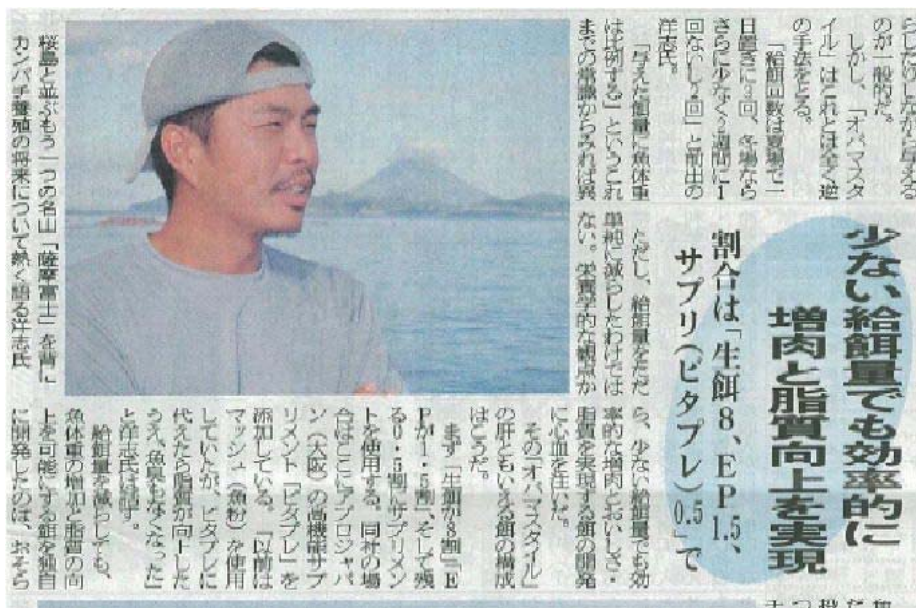 のが一般的だ。
しかし、「オバマスタ
イル」はこれとは全く逆
の手法をとる。
「給餌回数は夏場で一
日置きに1回、冬場なら
さらに少なく2週間に1
回ないし2回」と前出の
洋志氏。
「与えた餌量に魚体重
は比例する」というこれ
までの常識からみれば異
少ない給餌量でも効率的に
増肉と脂質向上を実現
割合は「生餌8、EP1.5、
サプリ(ビタプレ)0.5」で
ただし、給餌量をただ
単純に減らしたわけでは
ない。栄養学的な観点か
ら、少ない給餌量でも効
率的な増肉とおいしさ・
脂質を実現する餌の開発
に心血を注いだ。
その「オバマスタイル」
の肝ともいえる餌の構成
はこうだ。
まず「生餌が8割」「E
Pが1・5割」、そして残
る0・5割にサプリメン
トを使用する。同社の場
合はここにアプロジャパ
ン(大阪)の高機能サプ
リメント「ビタプレ」を
添加している。「以前は
マッシュ(魚粉)を使用
していたが、ビタプレに
代えたら脂質が向上した
うえ、魚臭もなくなった」
と洋志氏は話す。
給餌量を減らしても、
魚体重の増加と脂質の向
上を可能にする餌を独自
に開発したのは、おそら
桜島と並ぶもう一つの名山「薩摩富士」を背に
カンパチ養殖の将来について熱く語る洋志氏